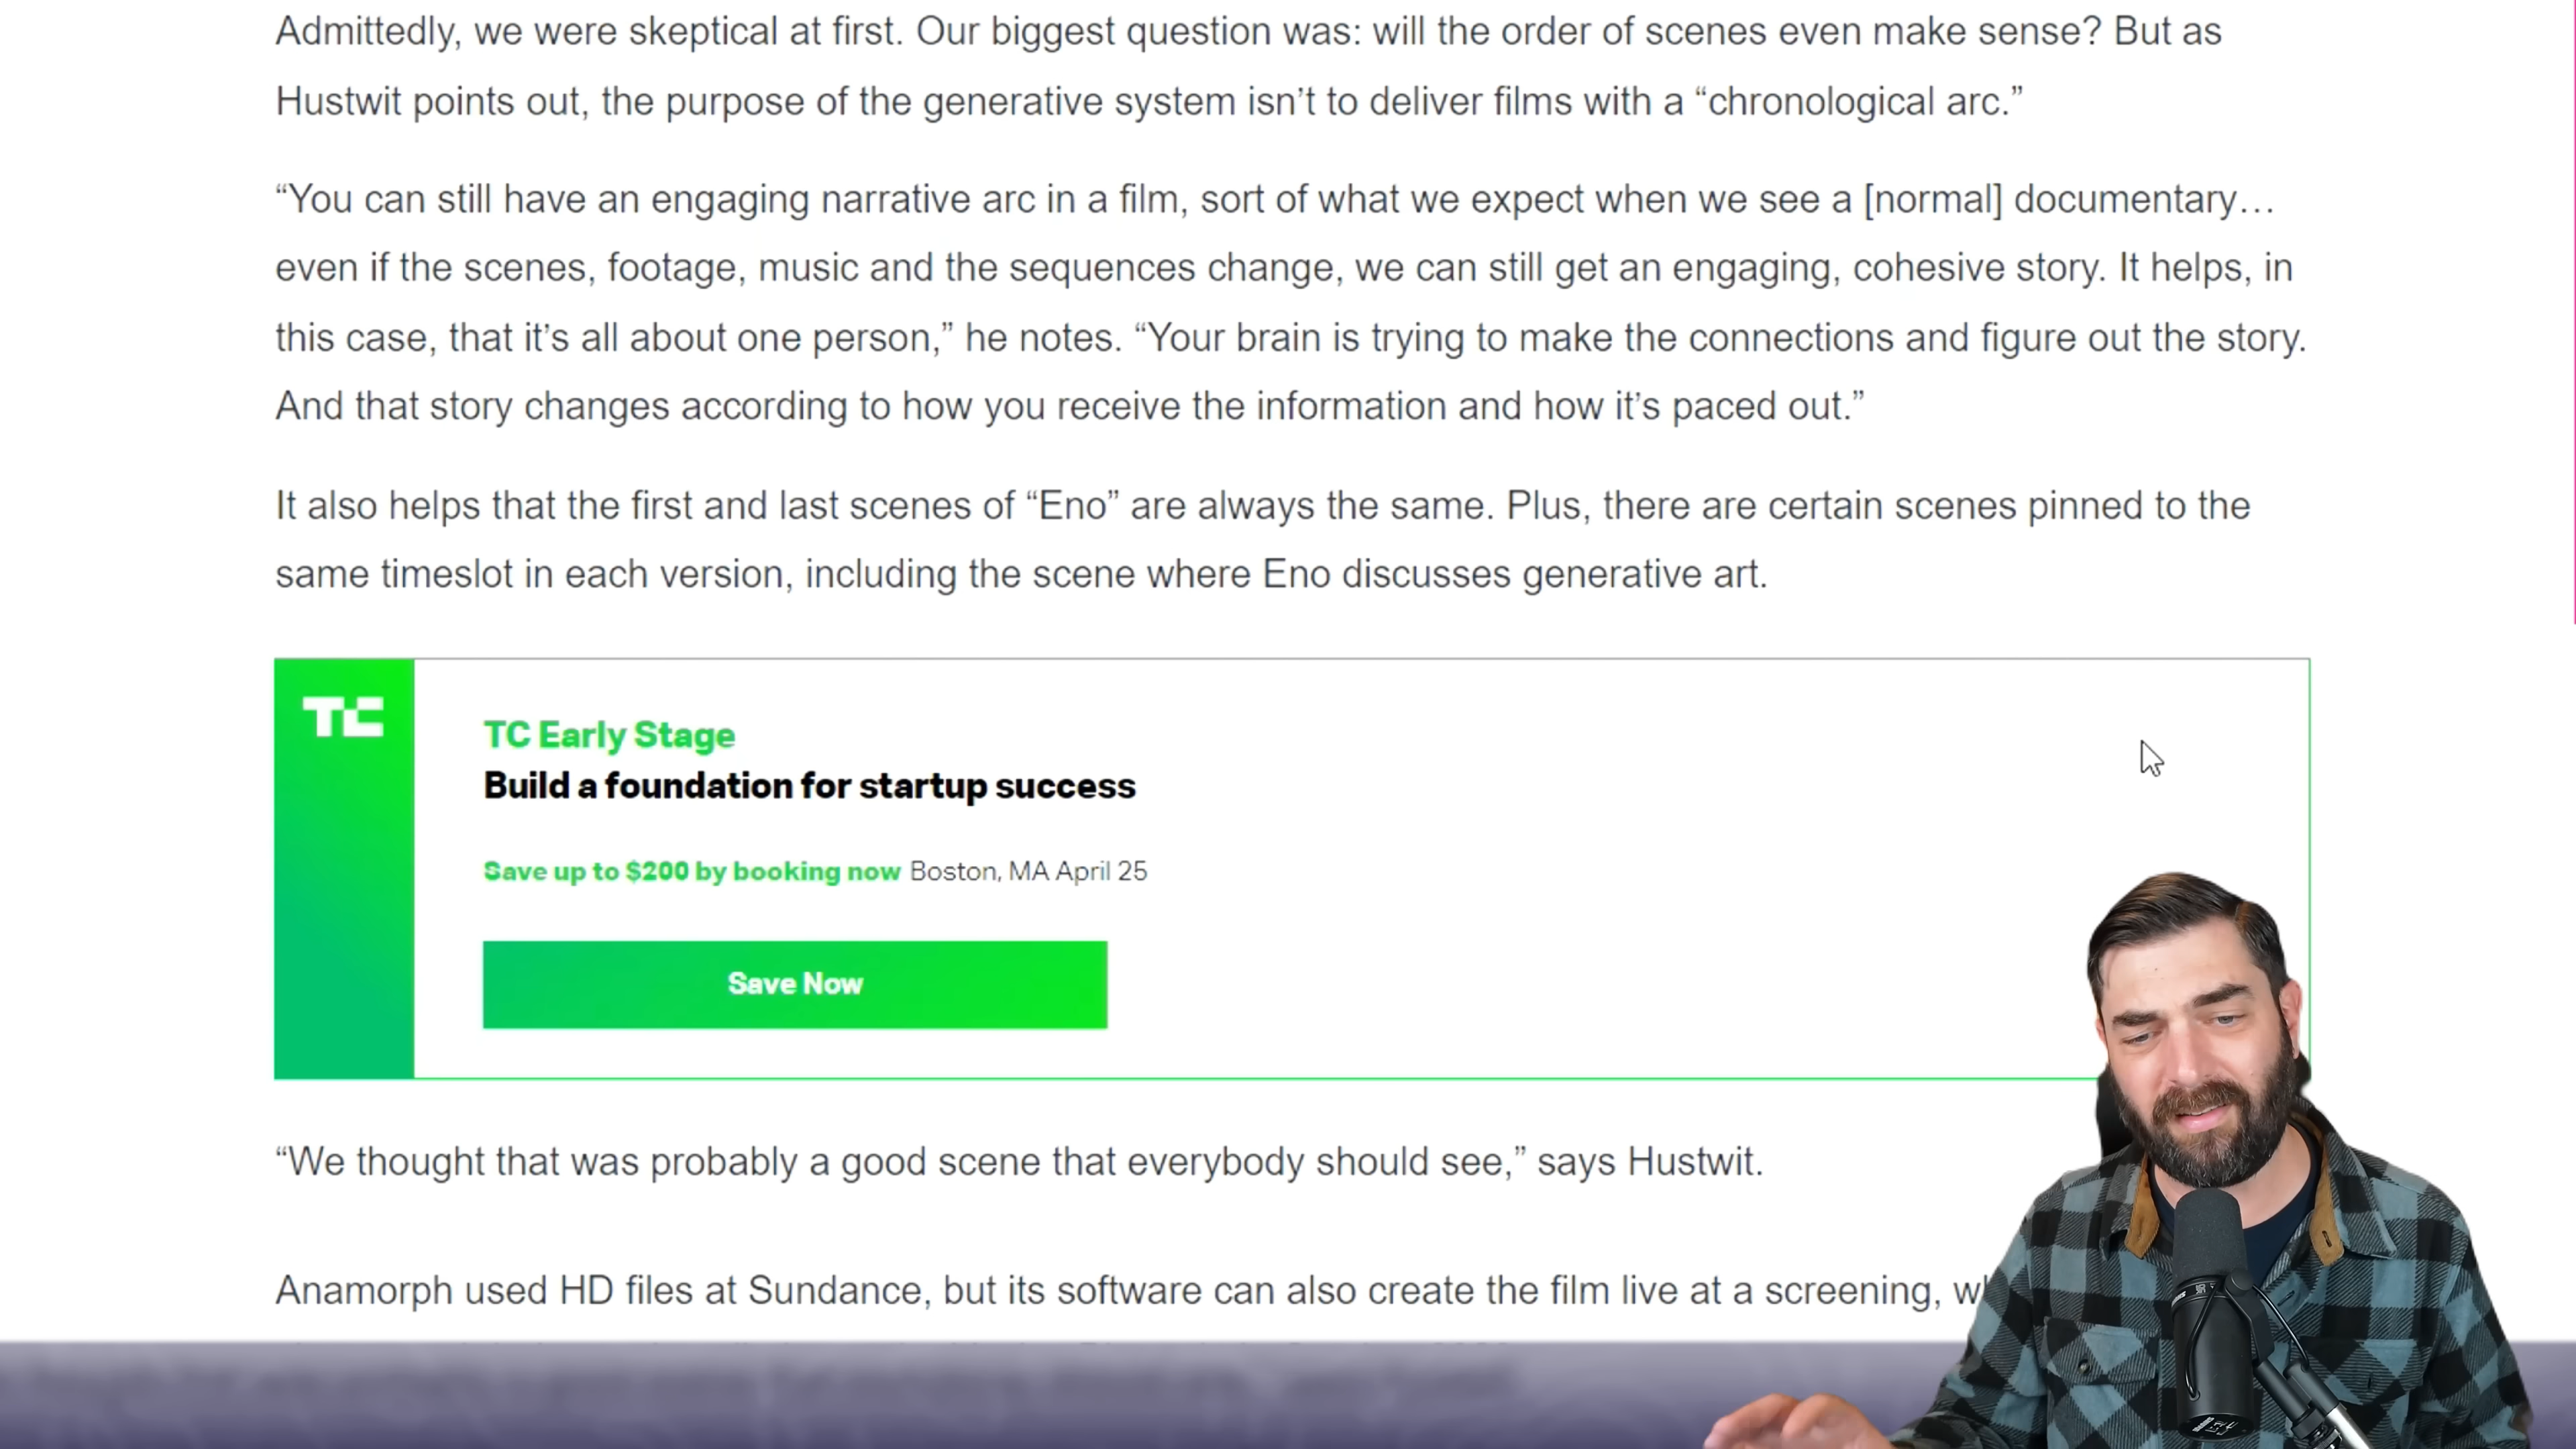 Admittedly, we were skeptical at first. Our biggest question was: will the order of scenes even make sense? But as
Hustwit points out, the purpose of the generative system isn’t to deliver films with a “chronological arc.”
“You can still have an engaging narrative arc in a film, sort of what we expect when we see a [normal] documentary…
even if the scenes, footage, music and the sequences change, we can still get an engaging, cohesive story. It helps, in
this case, that it’s all about one person,” he notes. “Your brain is trying to make the connections and figure out the story.
And that story changes according to how you receive the information and how it’s paced out.”
It also helps that the first and last scenes of “Eno” are always the same. Plus, there are certain scenes pinned to the
same timeslot in each version, including the scene where Eno discusses generative art.
TC
TC Early Stage
Build a foundation for startup success
Save up to $200 by booking now Boston, MA April 25
Save Now
“We thought that was probably a good scene that everybody should see,” says Hustwit.
Anamorph used HD files at Sundance, but its software can also create the film live at a screening,